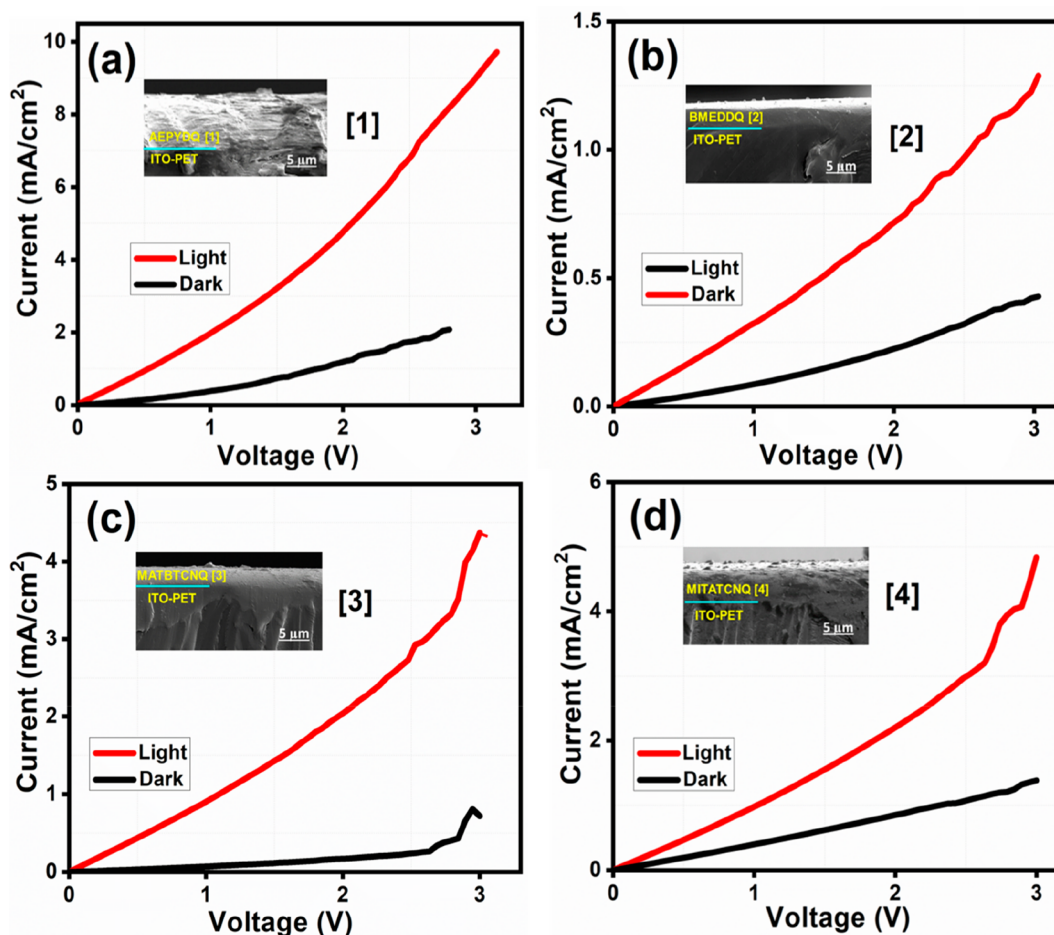 (a)
[1]
AEPYDQ [1]
ITO-PET
5 μm
Light
Dark
Current (mA/cm2)
10
8
6
4
2
0
0
1
2
3
Voltage (V)
(b)
[2]
BMEDDQ [2]
ITO-PET
5 μm
Light
Dark
Current (mA/cm2)
1.5
1.0
0.5
0.0
0
1
2
3
Voltage (V)
(c)
[3]
MATBTCNQ [3]
ITO-PET
5 μm
Light
Dark
Current (mA/cm2)
5
4
3
2
1
0
0
1
2
3
Voltage (V)
(d)
[4]
MITATCNQ [4]
ITO-PET
5 μm
Light
Dark
Current (mA/cm2)
6
4
2
0
0
1
2
3
Voltage (V)